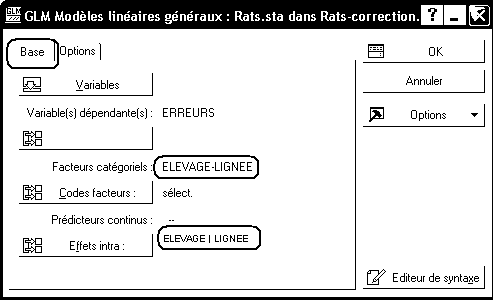 GLM Modèles linéaires généraux : Rats.sta dans Rats-correction.
Base
Options
OK
Variables
Annuler
Variable(s) dépendante(s) : ERREURS
Options
Facteurs catégoriels : ELEVAGE-LIGNEE
Codes facteurs : sélect.
Prédicteurs continus : --
Effets intra : ELEVAGE | LIGNEE
Editeur de syntaxe